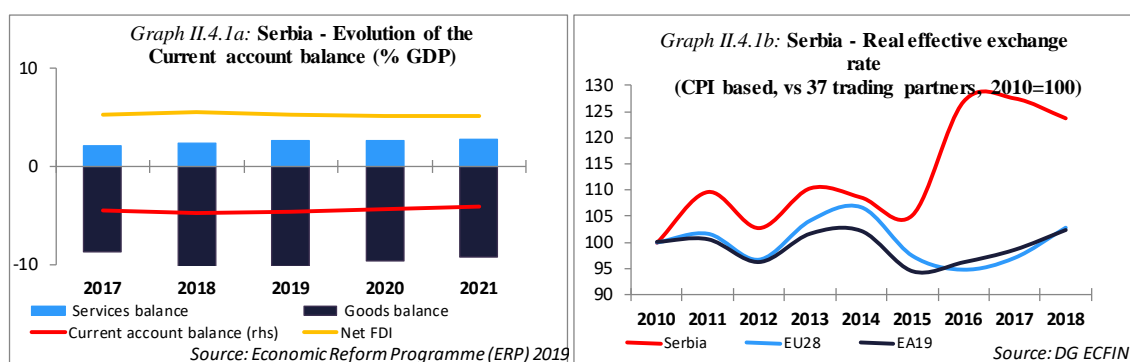 Graph II.4.1a: Serbia - Evolution of the
Current account balance (% GDP)
10
0
-10
2017 2018 2019 2020 2021
Services balance Goods balance
Current account balance (rhs) Net FDI
Source: Economic Reform Programme (ERP) 2019
Graph II.4.1b: Serbia - Real effective exchange
rate
(CPI based, vs 37 trading partners, 2010=100)
130
125
120
115
110
105
100
95
90
2010 2011 2012 2013 2014 2015 2016 2017 2018
Serbia EU28 EA19
Source: DG ECFIN